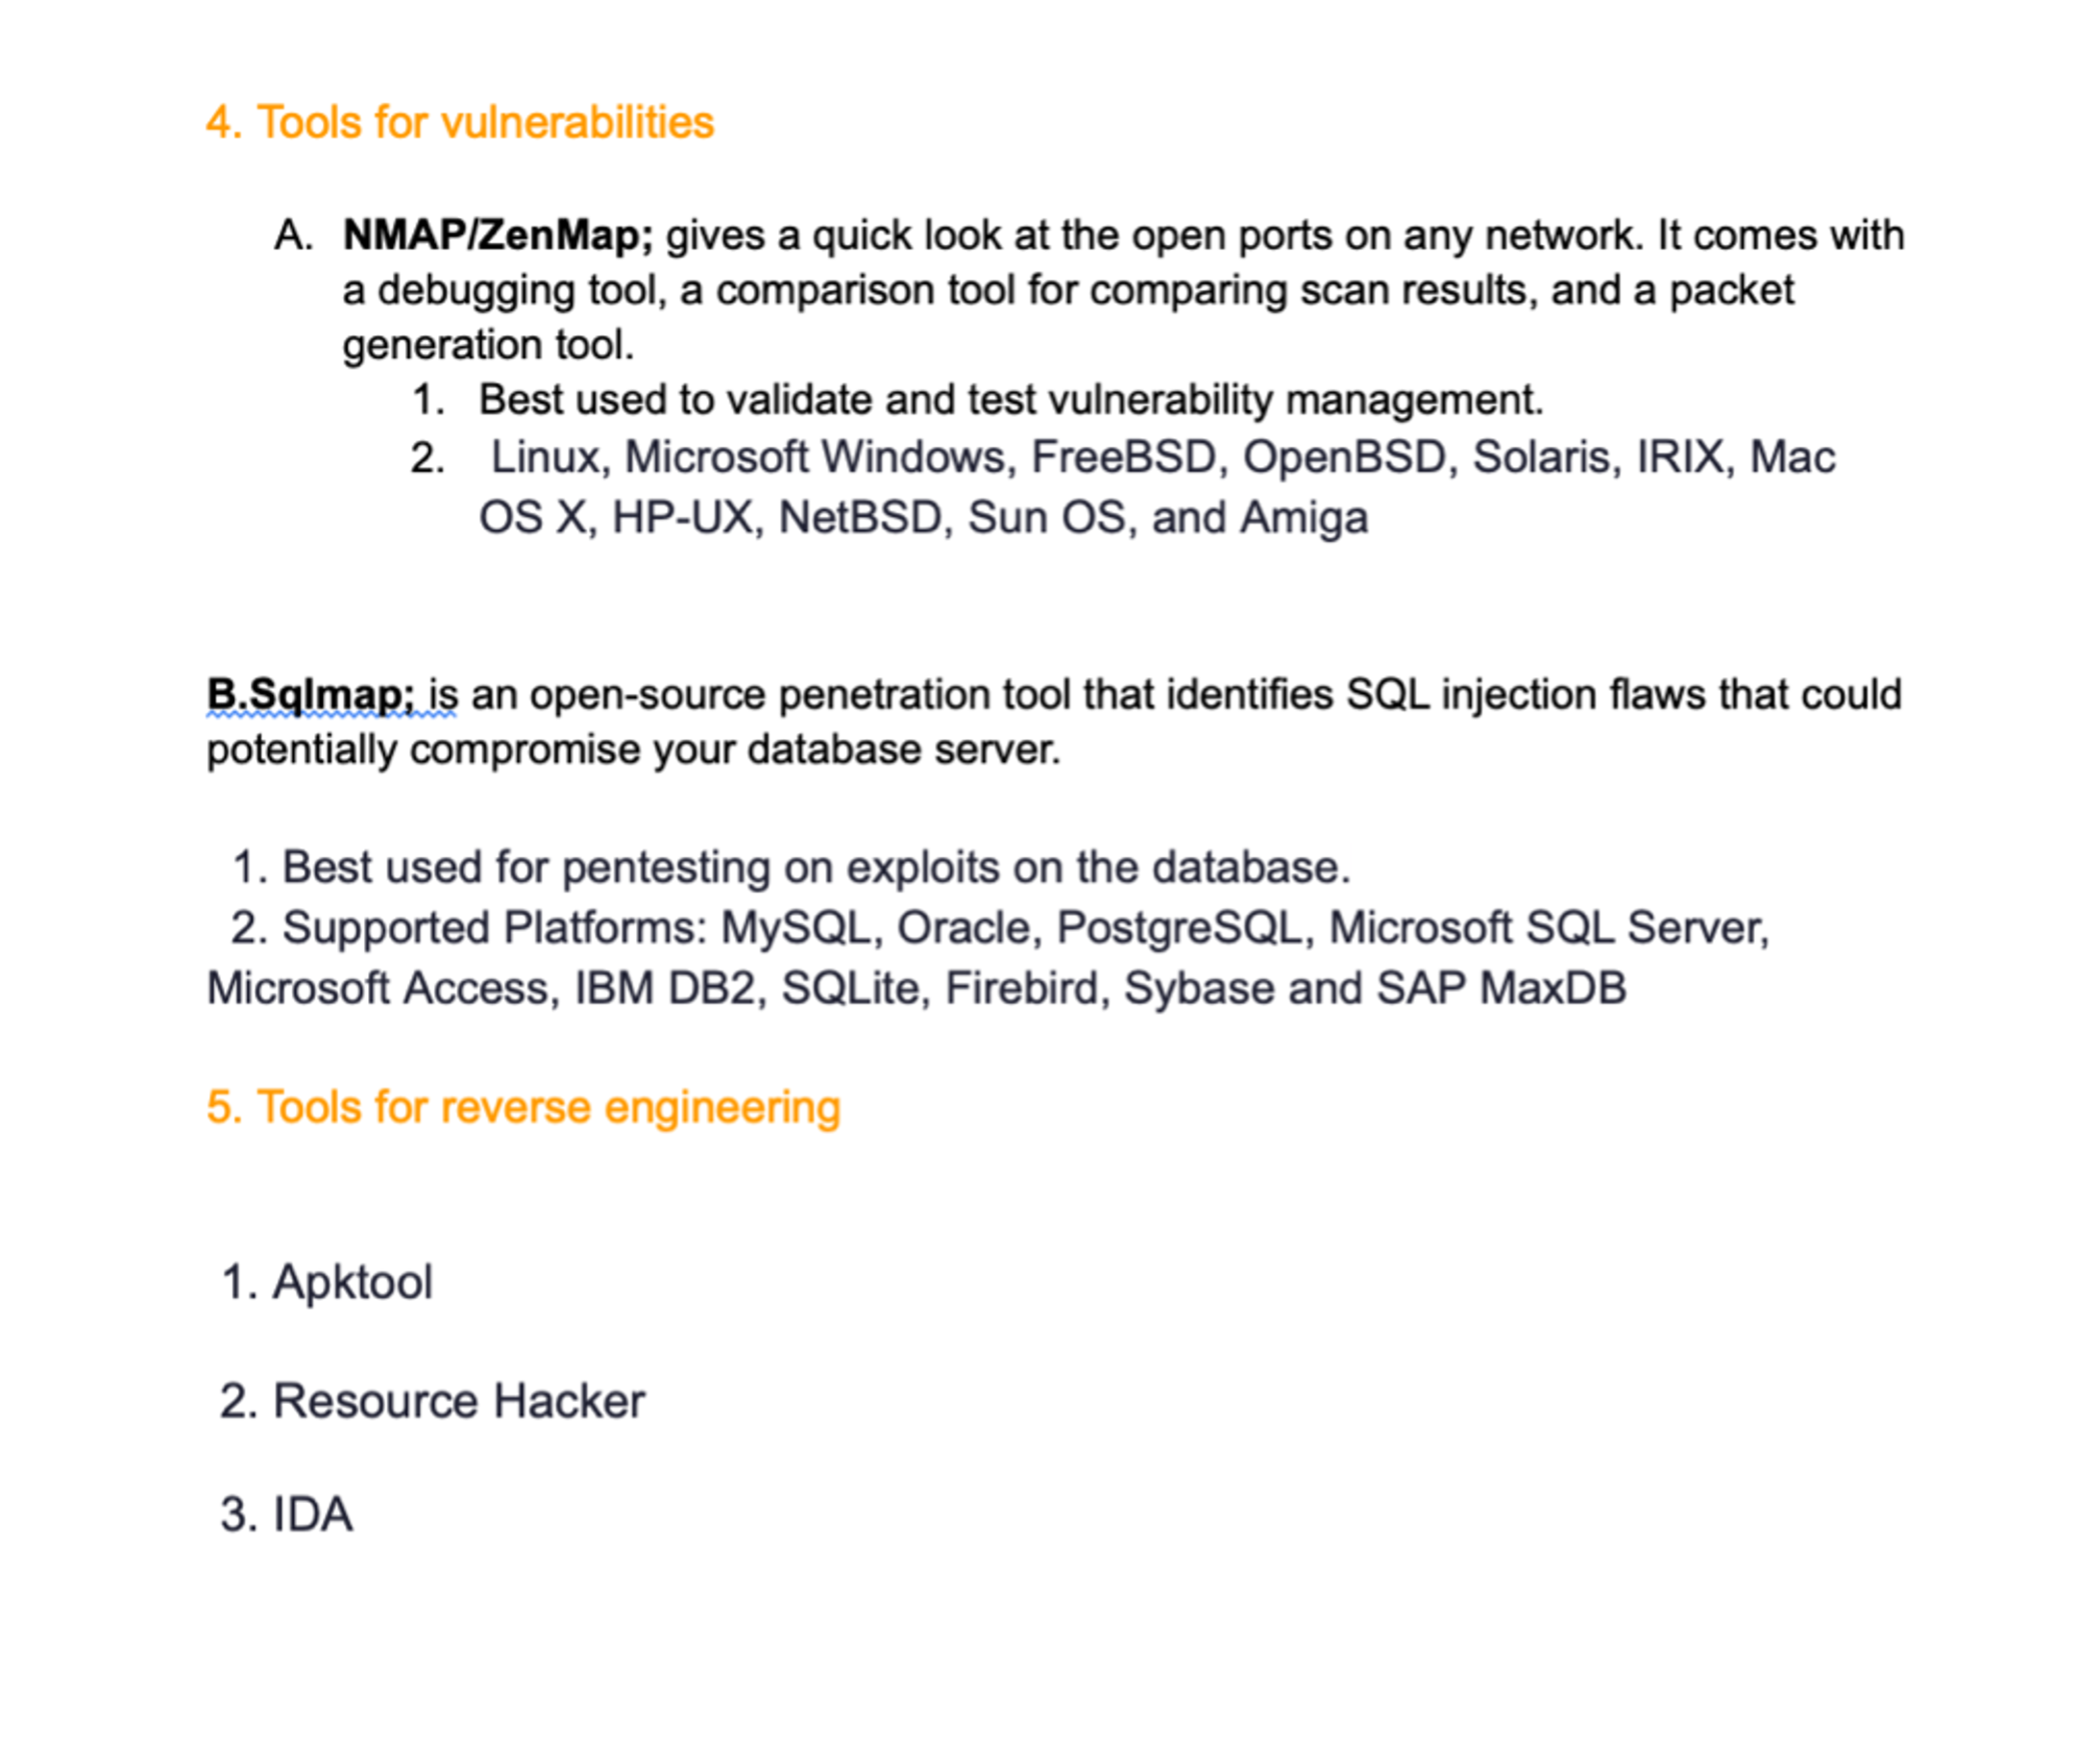 4. Tools for vulnerabilities
A. NMAP/ZenMap; gives a quick look at the open ports on any network. It comes with
a debugging tool, a comparison tool for comparing scan results, and a packet
generation tool.
1. Best used to validate and test vulnerability management.
2. Linux, Microsoft Windows, FreeBSD, OpenBSD, Solaris, IRIX, Mac
OS X, HP-UX, NetBSD, Sun OS, and Amiga
B.Sqlmap; is an open-source penetration tool that identifies SQL injection flaws that could
potentially compromise your database server.
1. Best used for pentesting on exploits on the database.
2. Supported Platforms: MySQL, Oracle, PostgreSQL, Microsoft SQL Server,
Microsoft Access, IBM DB2, SQLite, Firebird, Sybase and SAP MaxDB
5. Tools for reverse engineering
1. Apktool
2. Resource Hacker
3. IDA